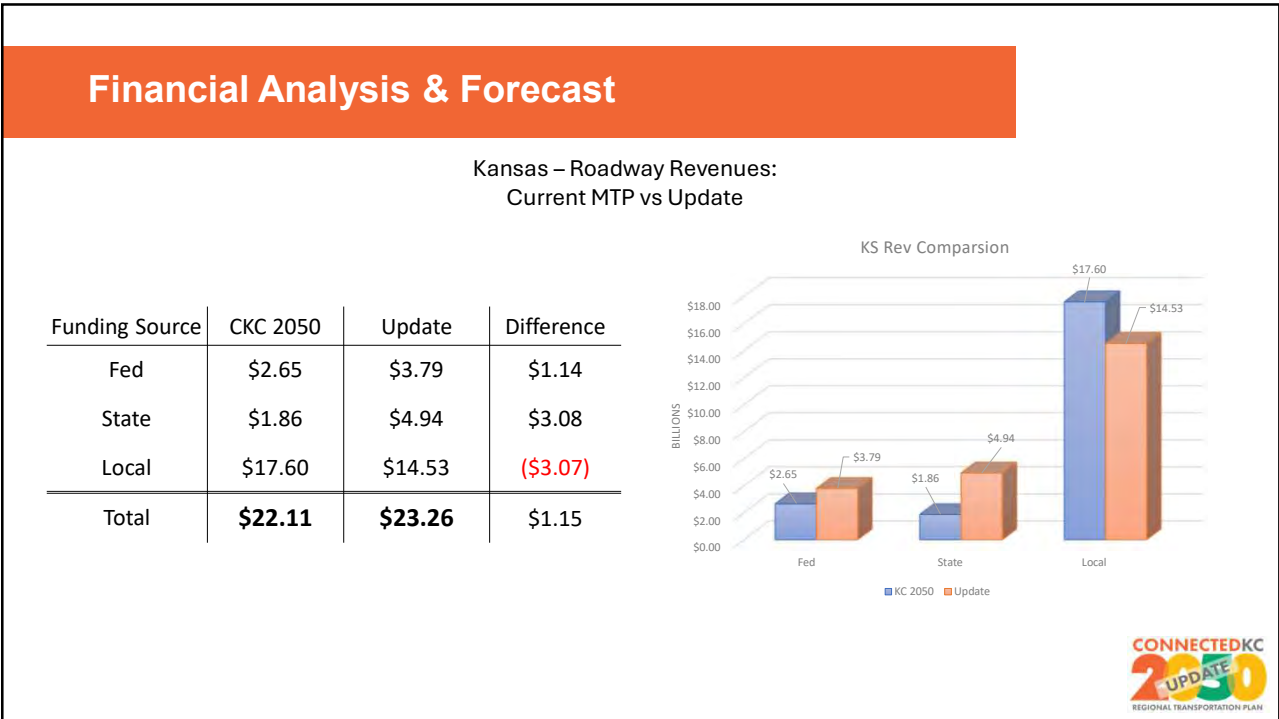 Financial Analysis & Forecast
Kansas – Roadway Revenues:
Current MTP vs Update
Funding Source CKC 2050 Update Difference
Fed $2.65 $3.79 $1.14
State $1.86 $4.94 $3.08
Local $17.60 $14.53 ($3.07)
Total $22.11 $23.26 $1.15
KS Rev Comparsion
BILLIONS
$18.00
$16.00
$14.00
$12.00
$10.00
$8.00
$6.00
$4.00
$2.00
$0.00
$2.65
$3.79
$1.86
$4.94
$17.60
$14.53
Fed State Local
KC 2050 Update
CONNECTEDKC
2050
UPDATE
REGIONAL TRANSPORTATION PLAN